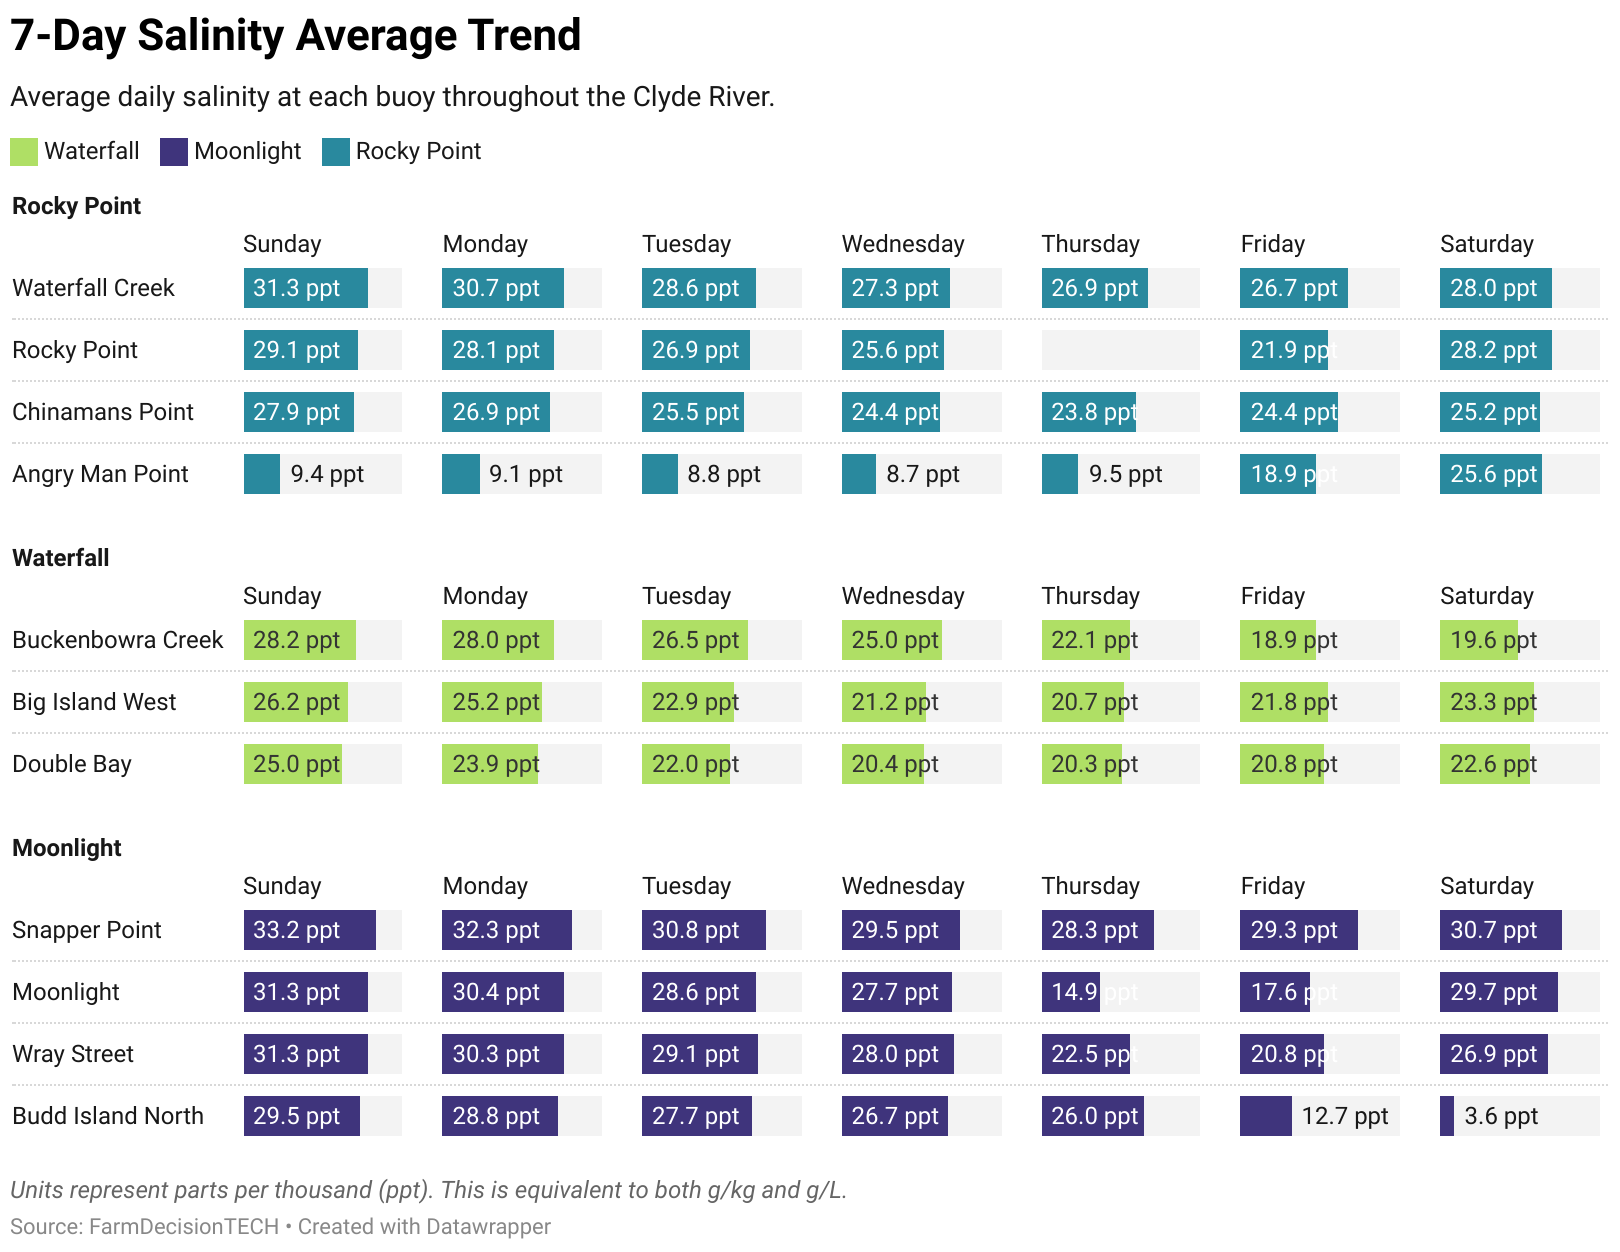 7-Day Salinity Average Trend
Average daily salinity at each buoy throughout the Clyde River.
Waterfall Moonlight Rocky Point
Rocky Point
Sunday Monday Tuesday Wednesday Thursday Friday Saturday
Waterfall Creek 31.3 ppt 30.7 ppt 28.6 ppt 27.3 ppt 26.9 ppt 26.7 ppt 28.0 ppt
Rocky Point 29.1 ppt 28.1 ppt 26.9 ppt 25.6 ppt 21.9 ppt 28.2 ppt
Chinamans Point 27.9 ppt 26.9 ppt 25.5 ppt 24.4 ppt 23.8 ppt 24.4 ppt 25.2 ppt
Angry Man Point 9.4 ppt 9.1 ppt 8.8 ppt 8.7 ppt 9.5 ppt 18.9 ppt 25.6 ppt
Waterfall
Sunday Monday Tuesday Wednesday Thursday Friday Saturday
Buckenbowra Creek 28.2 ppt 28.0 ppt 26.5 ppt 25.0 ppt 22.1 ppt 18.9 ppt 19.6 ppt
Big Island West 26.2 ppt 25.2 ppt 22.9 ppt 21.2 ppt 20.7 ppt 21.8 ppt 23.3 ppt
Double Bay 25.0 ppt 23.9 ppt 22.0 ppt 20.4 ppt 20.3 ppt 20.8 ppt 22.6 ppt
Moonlight
Sunday Monday Tuesday Wednesday Thursday Friday Saturday
Snapper Point 33.2 ppt 32.3 ppt 30.8 ppt 29.5 ppt 28.3 ppt 29.3 ppt 30.7 ppt
Moonlight 31.3 ppt 30.4 ppt 28.6 ppt 27.7 ppt 14.9 ppt 17.6 ppt 29.7 ppt
Wray Street 31.3 ppt 30.3 ppt 29.1 ppt 28.0 ppt 22.5 ppt 20.8 ppt 26.9 ppt
Budd Island North 29.5 ppt 28.8 ppt 27.7 ppt 26.7 ppt 26.0 ppt 12.7 ppt 3.6 ppt
Units represent parts per thousand (ppt). This is equivalent to both g/kg and g/L.
Source: FarmDecisionTECH • Created with Datawrapper